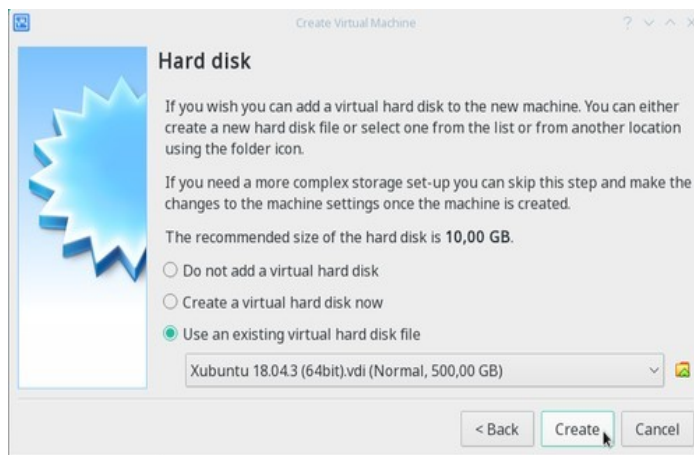 Create Virtual Machine
Hard disk
If you wish you can add a virtual hard disk to the new machine. You can either
create a new hard disk file or select one from the list or from another location
using the folder icon.
If you need a more complex storage set-up you can skip this step and make the
changes to the machine settings once the machine is created.
The recommended size of the hard disk is 10,00 GB.
Do not add a virtual hard disk
Create a virtual hard disk now
Use an existing virtual hard disk file
Xubuntu 18.04.3 (64bit).vdi (Normal, 500,00 GB)
< Back Create Cancel